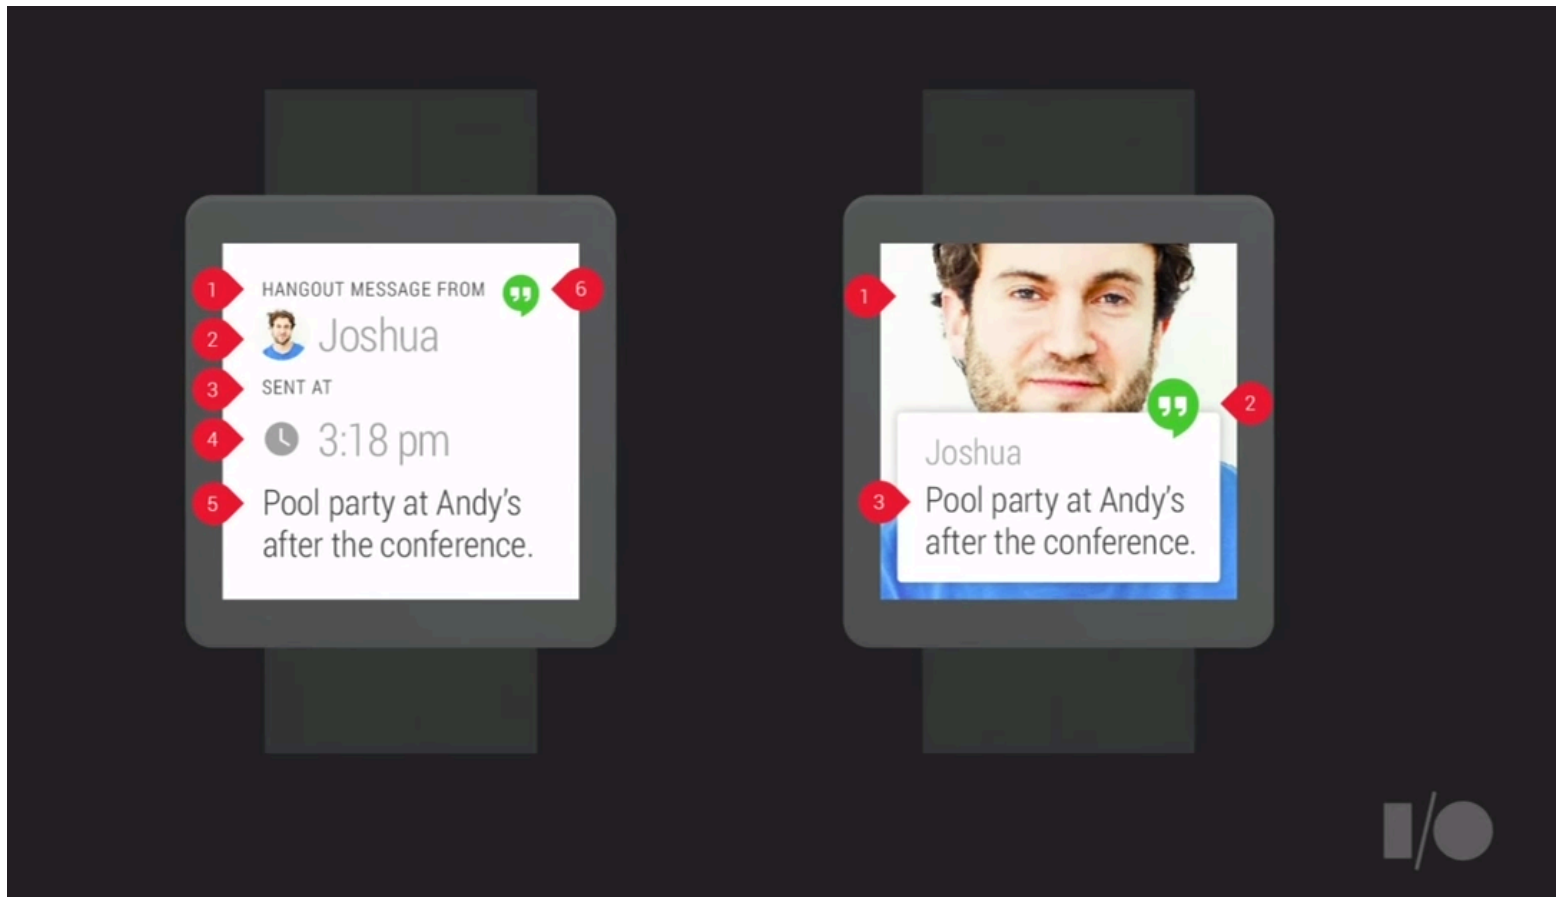 1
HANGOUT MESSAGE FROM
6
2
Joshua
3
SENT AT
4
3:18 pm
5
Pool party at Andy's
after the conference.
1
2
Joshua
3
Pool party at Andy's
after the conference.
I/O